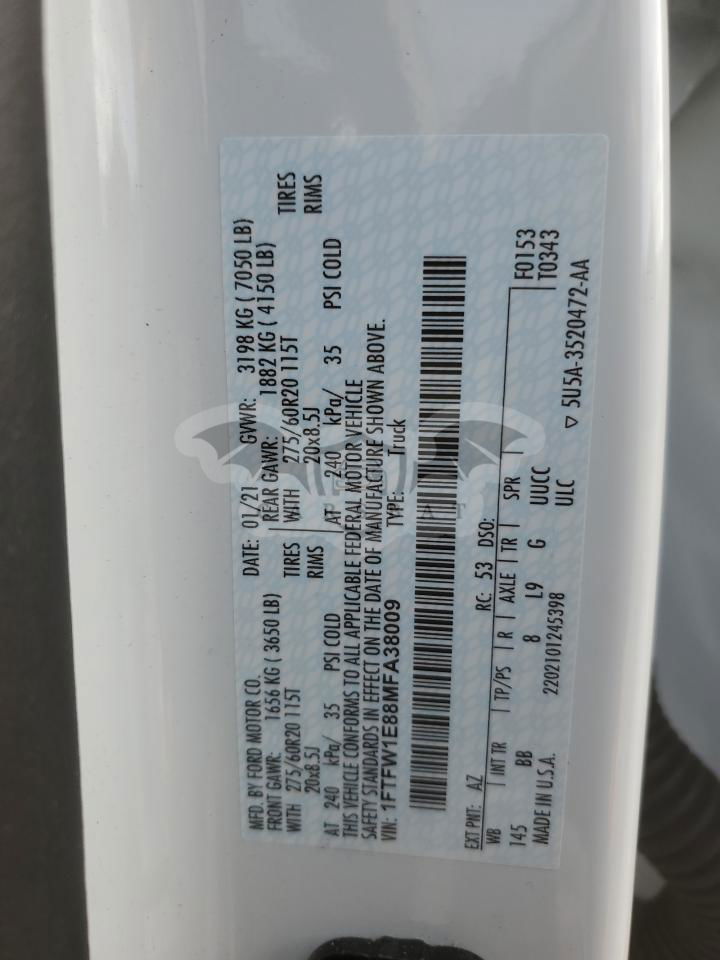 MFD. BY FORD MOTOR CO. DATE: 01/21 GVWR: 3198 KG ( 7050 LB)
FRONT GAWR: 1656 KG ( 3650 LB) REAR GAWR: 1882 KG ( 4150 LB)
WITH 275/60R20 115T TIRES WITH 275/60R20 115T TIRES
20x8.5J RIMS 20x8.5J RIMS
AT 240 kPa/ 35 PSI COLD AT 240 kPa/ 35 PSI COLD
THIS VEHICLE CONFORMS TO ALL APPLICABLE FEDERAL MOTOR VEHICLE
SAFETY STANDARDS IN EFFECT ON THE DATE OF MANUFACTURE SHOWN ABOVE.
VIN: 1FTFW1E88MFA38009 TYPE: Truck
EXT PNT: AZ RC: 53 DSO:
WB INT TR TP/PS R AXLE TR SPR F0153
145 BB 8 L9 G UUCC T0343
MADE IN U.S.A. 2202101245398 ULC 5U5A-3520472-AA